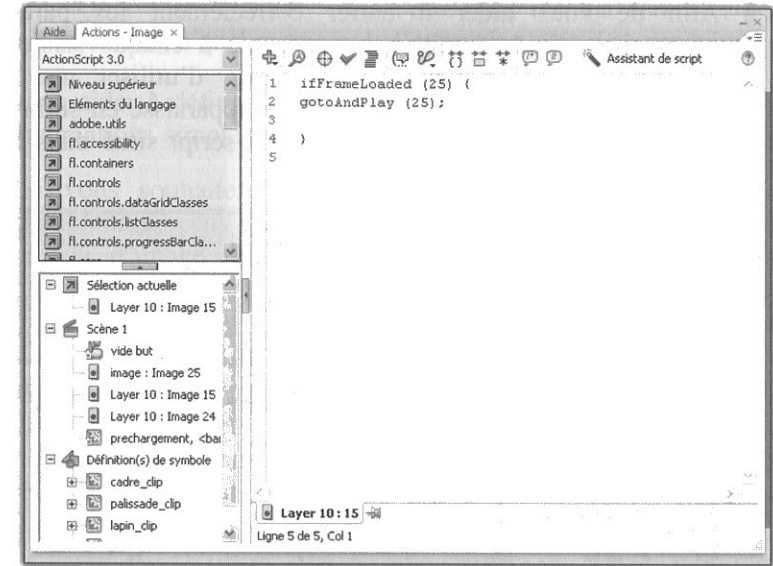 Aide Actions - Image ×
ActionScript 3.0
Niveau supérieur
Eléments du langage
adobe.utils
fl.accessibility
fl.containers
fl.controls
fl.controls.dataGridClasses
fl.controls.listClasses
fl.controls.progressBarCla...
Sélection actuelle
Layer 10 : Image 15
Scène 1
vide but
image : Image 25
Layer 10 : Image 15
Layer 10 : Image 24
prechargement, <bar
Définition(s) de symbole
cadre_clip
palissade_clip
lapin_clip
Assistant de script
1 ifFrameLoaded (25) {
2 gotoAndPlay (25);
3
4 }
5
Layer 10 : 15
Ligne 5 de 5, Col 1